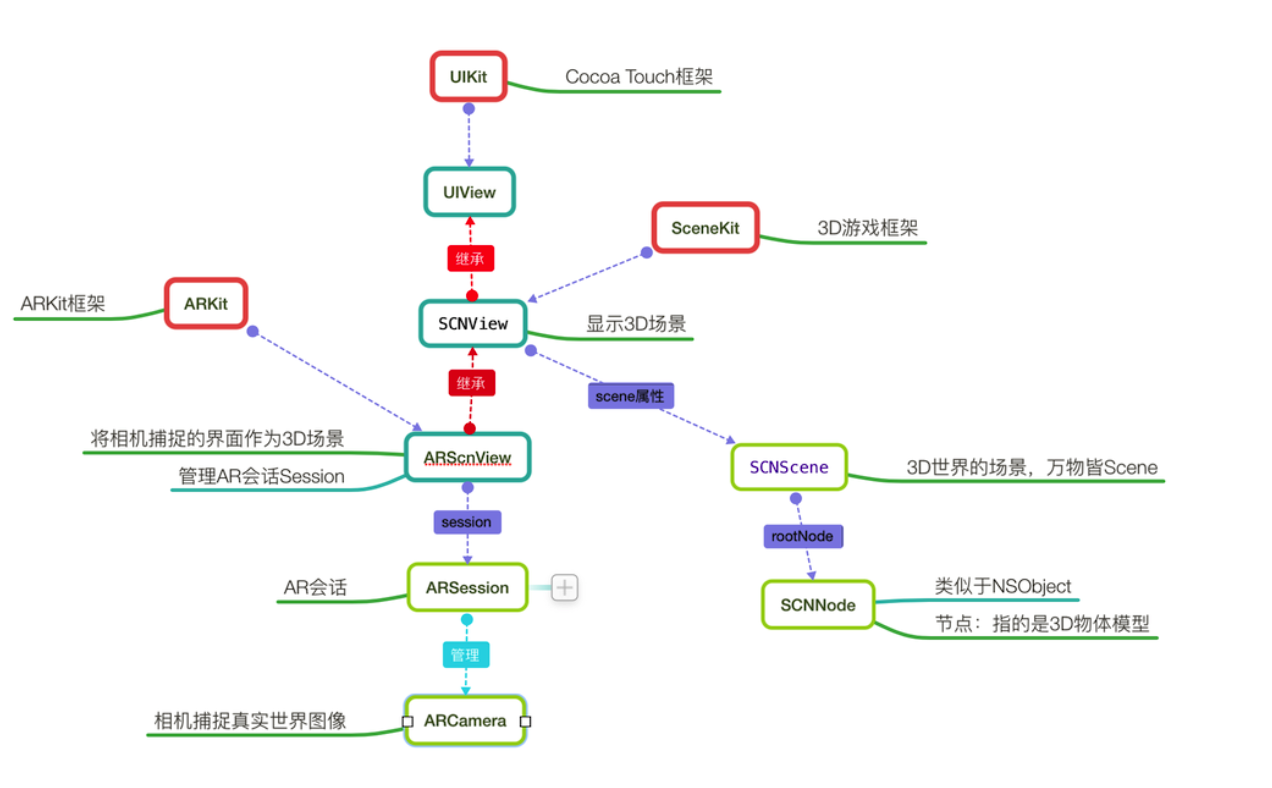 UIKit
Cocoa Touch框架
UIView
继承
SceneKit
3D游戏框架
ARKit框架
ARKit
SCNView
显示3D场景
继承
scene属性
将相机捕捉的界面作为3D场景
管理AR会话Session
ARScnView
SCNScene
3D世界的场景，万物皆Scene
session
rootNode
AR会话
ARSession
SCNNode
类似于NSObject
节点：指的是3D物体模型
管理
相机捕捉真实世界图像
ARCamera